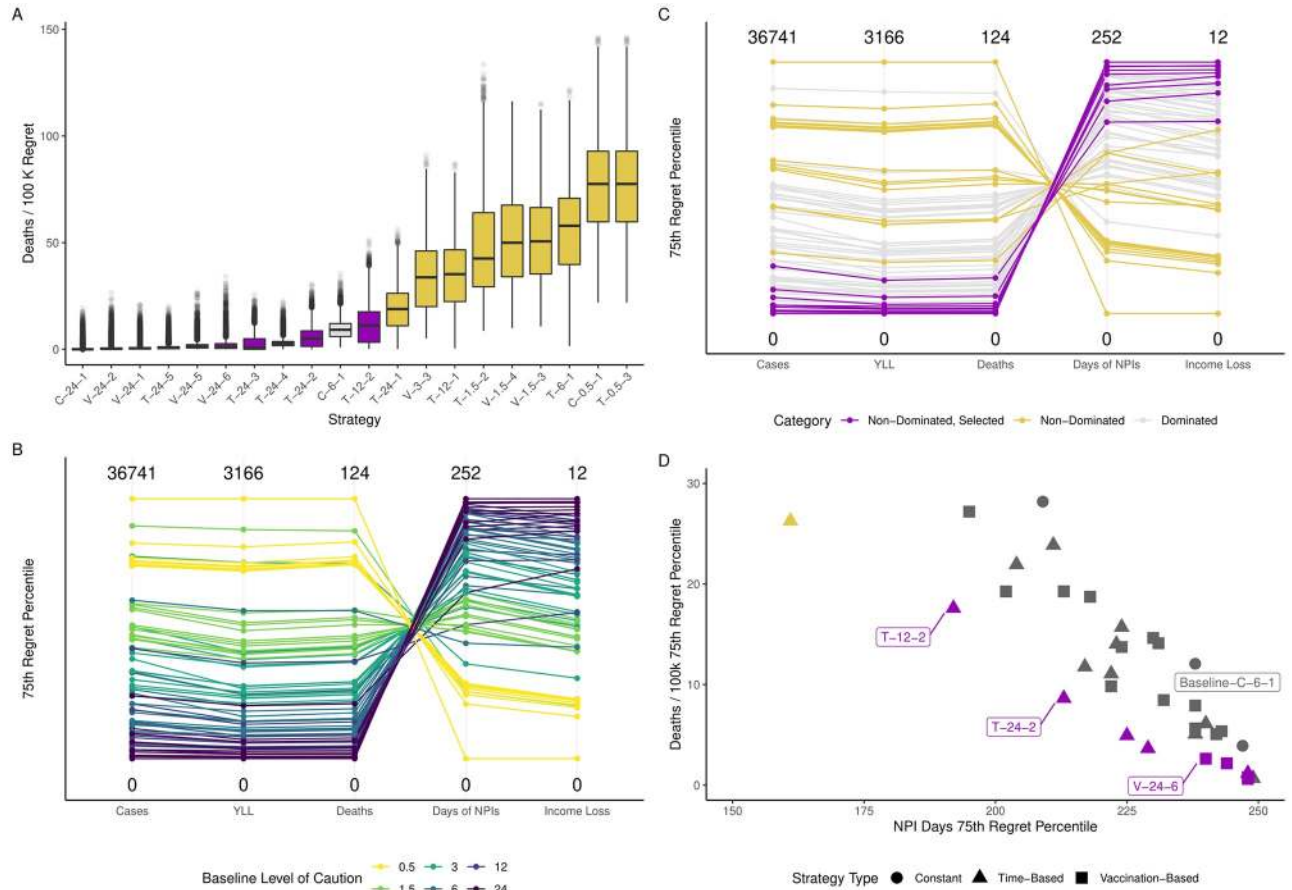 A
150
100
50
0
Deaths / 100 K Regret
C−24−1
V−24−2
V−24−1
T−24−5
V−24−5
V−24−6
T−24−3
T−24−4
T−24−2
C−6−1
T−12−2
T−24−1
V−3−3
T−12−1
T−1.5−2
V−1.5−4
V−1.5−3
T−6−1
C−0.5−1
T−0.5−3
Strategy
B
36741 3166 124 252 12
75th Regret Percentile
0 0 0 0 0
Cases YLL Deaths Days of NPIs Income Loss
Baseline Level of Caution
0.5 3 12
1.5 6 24
C
36741 3166 124 252 12
75th Regret Percentile
0 0 0 0 0
Cases YLL Deaths Days of NPIs Income Loss
Category Non−Dominated, Selected Non−Dominated Dominated
D
30
20
10
0
Deaths / 100k 75th Regret Percentile
T−12−2
Baseline−C−6−1
T−24−2
V−24−6
150 175 200 225 250
NPI Days 75th Regret Percentile
Strategy Type Constant Time−Based Vaccination−Based